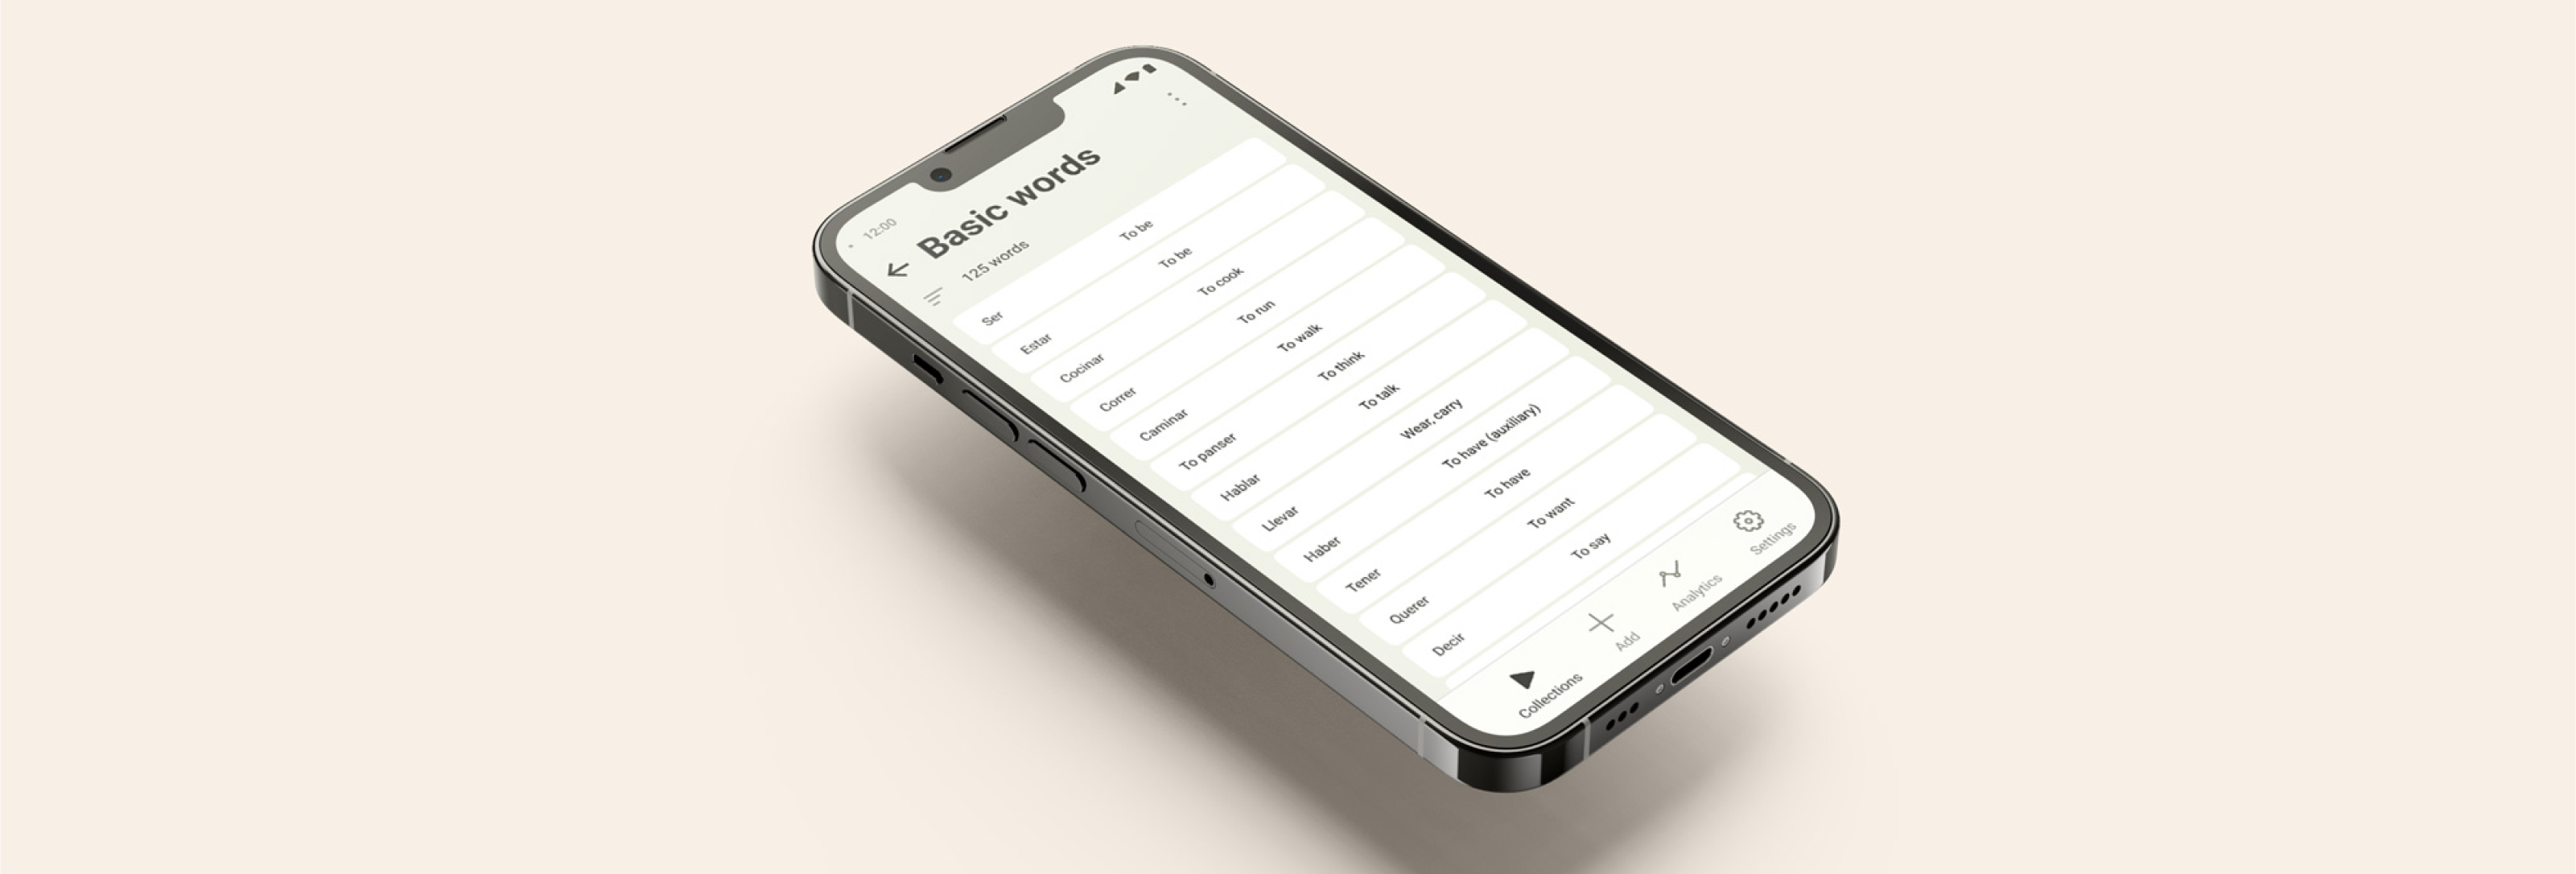 12:00
Basic words
125 words
Ser To be
Estar To be
Cocinar To cook
Correr To run
Caminar To walk
To panser To think
Hablar To talk
Llevar Wear, carry
Haber To have (auxiliary)
Tener To have
Querer To want
Decir To say
Collections Add Analytics Settings